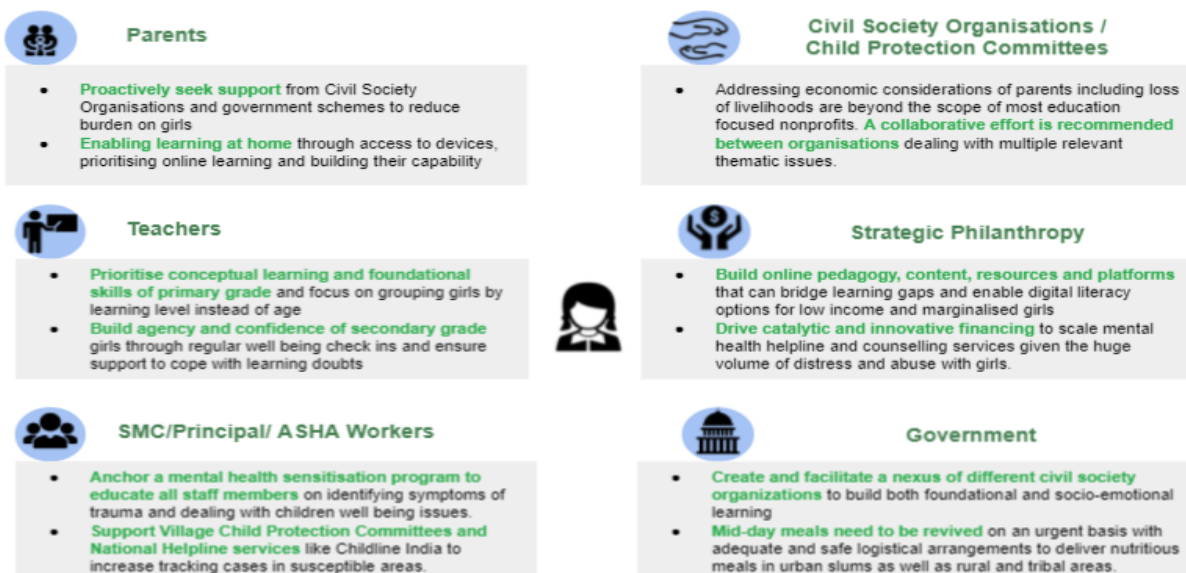 Parents
• Proactively seek support from Civil Society
Organisations and government schemes to reduce
burden on girls
• Enabling learning at home through access to devices,
prioritising online learning and building their capability
Civil Society Organisations /
Child Protection Committees
• Addressing economic considerations of parents including loss
of livelihoods are beyond the scope of most education
focused nonprofits. A collaborative effort is recommended
between organisations dealing with multiple relevant
thematic issues.
Teachers
• Prioritise conceptual learning and foundational
skills of primary grade and focus on grouping girls by
learning level instead of age
• Build agency and confidence of secondary grade
girls through regular well being check ins and ensure
support to cope with learning doubts
Strategic Philanthropy
• Build online pedagogy, content, resources and platforms
that can bridge learning gaps and enable digital literacy
options for low income and marginalised girls
• Drive catalytic and innovative financing to scale mental
health helpline and counselling services given the huge
volume of distress and abuse with girls.
SMC/Principal/ ASHA Workers
• Anchor a mental health sensitisation program to
educate all staff members on identifying symptoms of
trauma and dealing with children well being issues.
• Support Village Child Protection Committees and
National Helpline services like Childline India to
increase tracking cases in susceptible areas.
Government
• Create and facilitate a nexus of different civil society
organizations to build both foundational and socio-emotional
learning
• Mid-day meals need to be revived on an urgent basis with
adequate and safe logistical arrangements to deliver nutritious
meals in urban slums as well as rural and tribal areas.